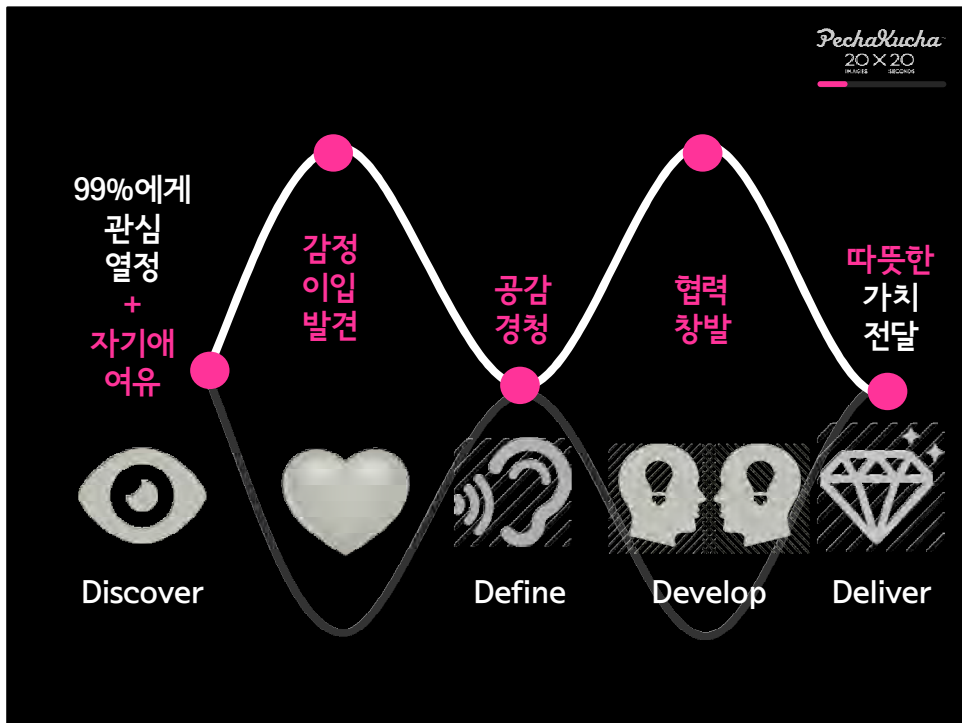 PechaKucha
20×20
IMAGES SECONDS
99%에게
관심
열정
+
자기애
여유
감정
이입
발견
공감
경청
협력
창발
따뜻한
가치
전달
Discover
Define
Develop
Deliver